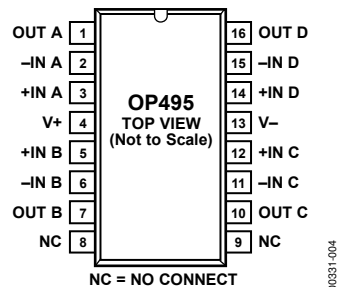 OUT A 1 16 OUT D
–IN A 2 15 –IN D
+IN A 3 14 +IN D
OP495
V+ 4 TOP VIEW 13 V–
(Not to Scale)
+IN B 5 12 +IN C
–IN B 6 11 –IN C
OUT B 7 10 OUT C
NC 8 9 NC
NC = NO CONNECT
00331-004